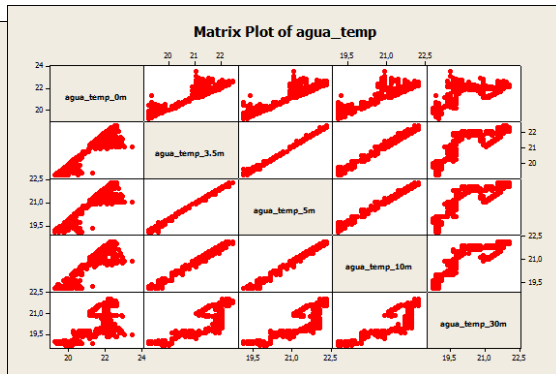 Matrix Plot of agua_temp
20 21 22 19,5 21,0 22,5
24
22
20
agua_temp_0m
agua_temp_3.5m
22
21
20
22,5
21,0
19,5
agua_temp_5m
agua_temp_10m
22,5
21,0
19,5
22,5
21,0
19,5
agua_temp_30m
20 22 24 19,5 21,0 22,5 19,5 21,0 22,5